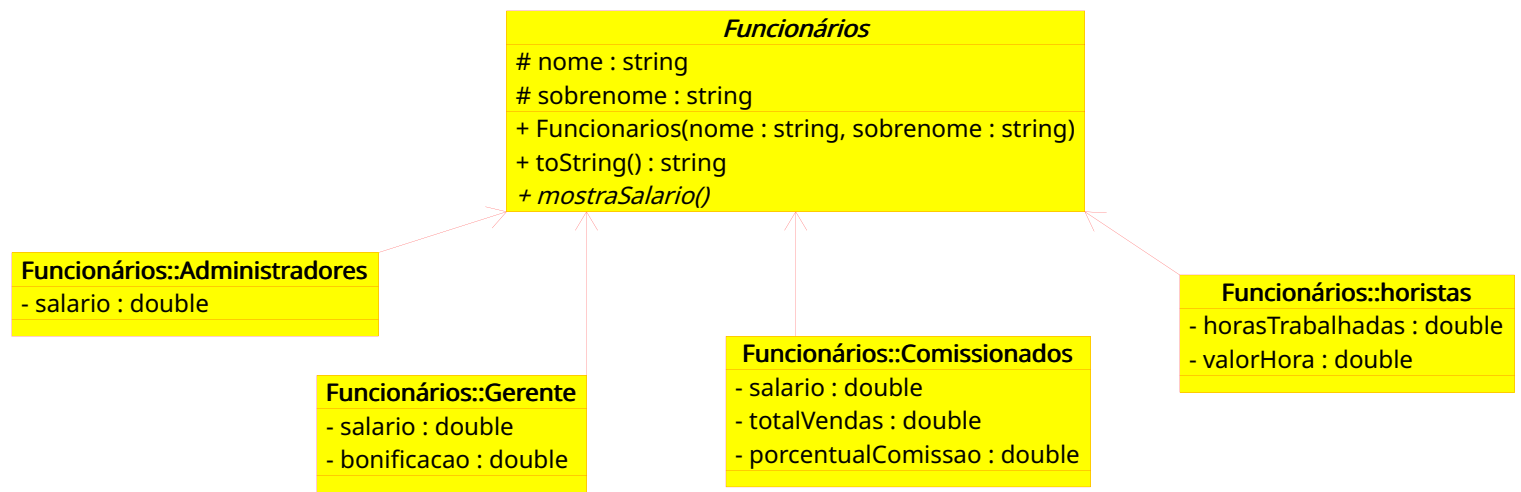 Funcionários
# nome : string
# sobrenome : string
+ Funcionarios(nome : string, sobrenome : string)
+ toString() : string
+ mostraSalario()
Funcionários::Administradores
- salario : double
Funcionários::Gerente
- salario : double
- bonificacao : double
Funcionários::Comissionados
- salario : double
- totalVendas : double
- porcentualComissao : double
Funcionários::horistas
- horasTrabalhadas : double
- valorHora : double